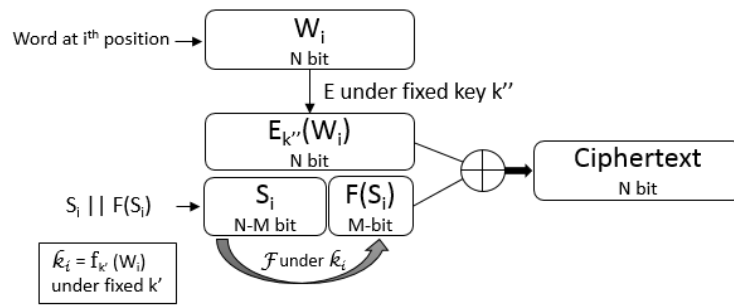 Wᵢ
Word at iᵗʰ position
N bit
E under fixed key k''
Eₖ''(Wᵢ)
N bit
Ciphertext
N bit
Sᵢ || F(Sᵢ)
Sᵢ
N-M bit
F(Sᵢ)
M-bit
kᵢ = fₖ' (Wᵢ)
under fixed k'
ℱ under kᵢ